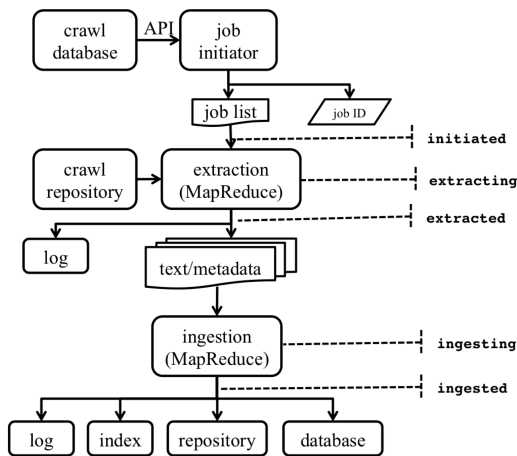 crawl
database
API
job
initiator
job list
job ID
initiated
crawl
repository
extraction
(MapReduce)
extracting
extracted
log
text/metadata
ingestion
(MapReduce)
ingesting
ingested
log
index
repository
database